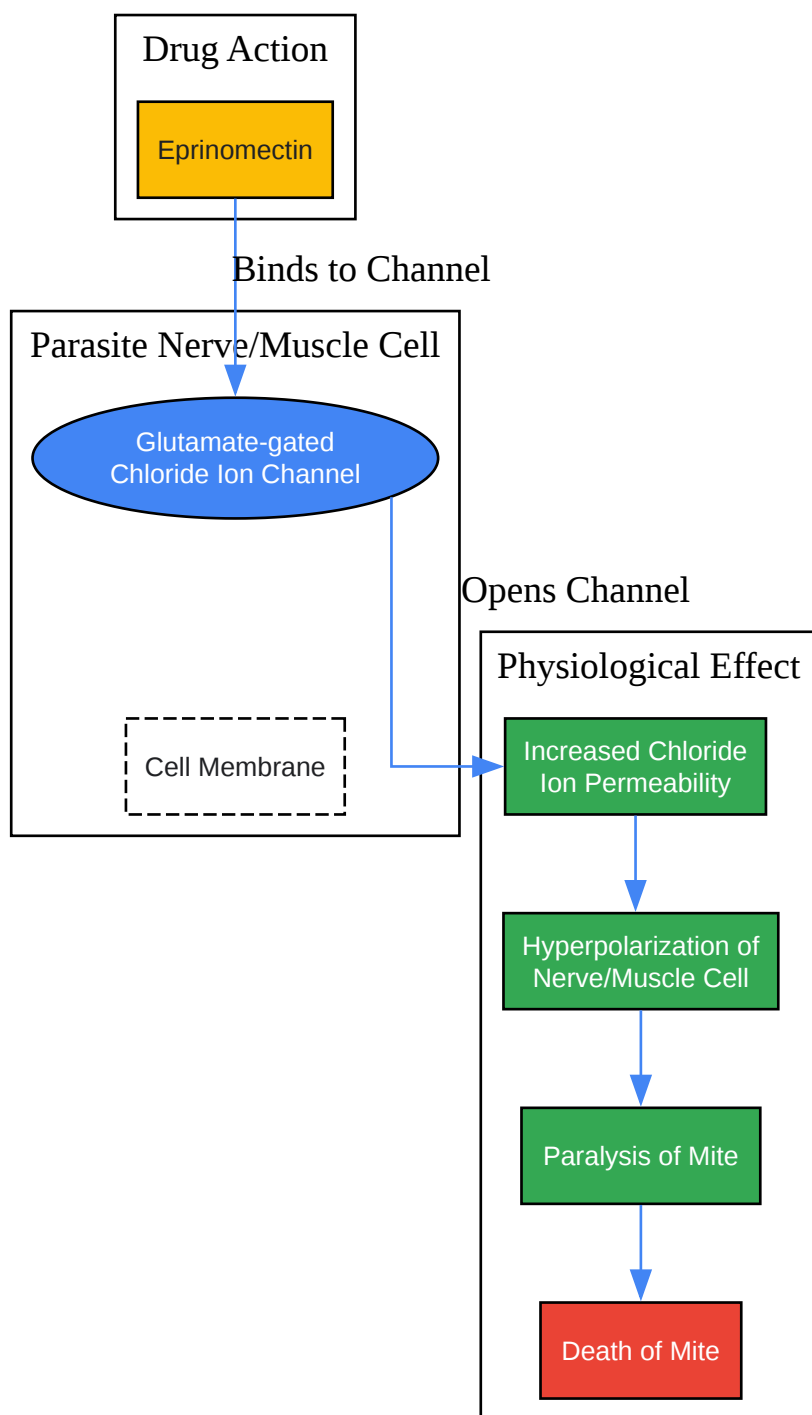 Drug Action
Eprinomectin
Binds to Channel
Parasite Nerve/Muscle Cell
Glutamate-gated
Chloride Ion Channel
Opens Channel
Physiological Effect
Cell Membrane
Increased Chloride
Ion Permeability
Hyperpolarization of
Nerve/Muscle Cell
Paralysis of Mite
Death of Mite